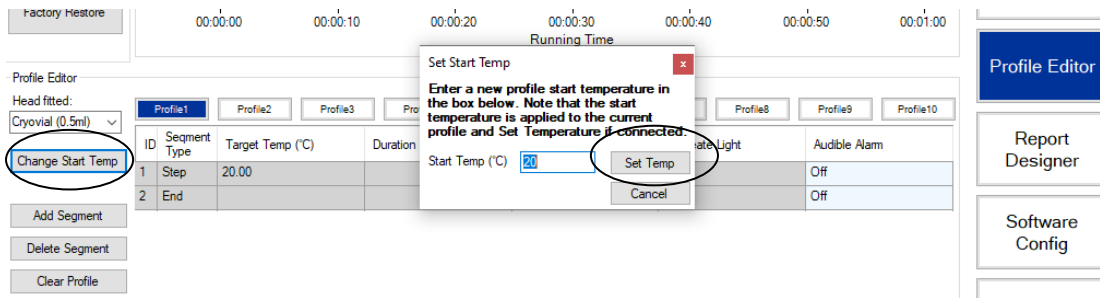 Factory Restore
00:00:00 00:00:10 00:00:20 00:00:30 00:00:40 00:00:50 00:01:00
Running Time
Set Start Temp
x
Enter a new profile start temperature in
the box below. Note that the start
temperature is applied to the current
profile and Set Temperature if connected.
Start Temp (°C) 20 Set Temp
Cancel
Profile Editor
Head fitted:
Cryovial (0.5ml)
Change Start Temp
Add Segment
Delete Segment
Clear Profile
Profile1 Profile2 Profile3 Pro Profile8 Profile9 Profile10
ID Segment Type Target Temp (°C) Duration ate Light Audible Alarm
1 Step 20.00 Off
2 End Off
Profile Editor
Report
Designer
Software
Config